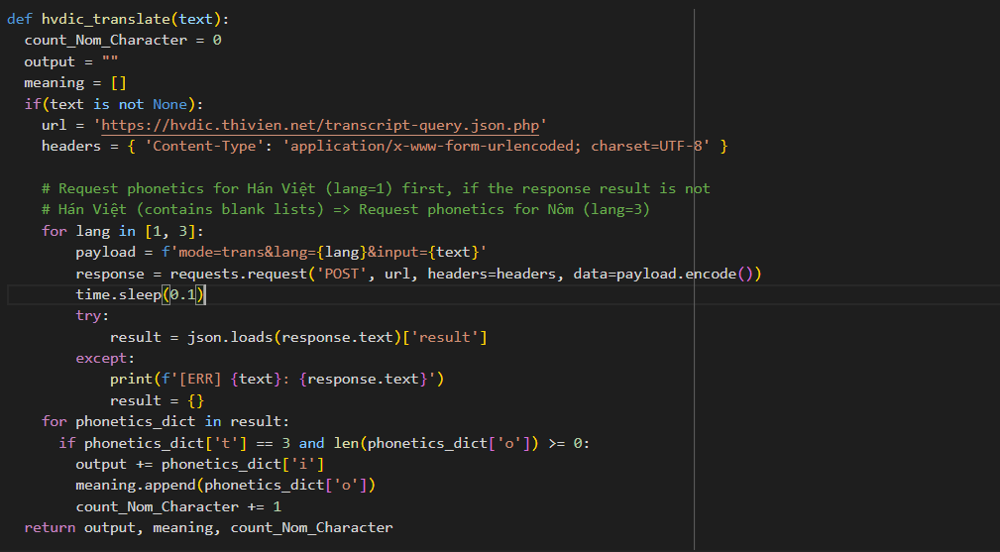 def hvdic_translate(text):
  count_Nom_Character = 0
  output = ""
  meaning = []
  if(text is not None):
    url = 'https://hvdic.thivien.net/transcript-query.json.php'
    headers = { 'Content-Type': 'application/x-www-form-urlencoded; charset=UTF-8' }

    # Request phonetics for Hán Việt (lang=1) first, if the response result is not
    # Hán Việt (contains blank lists) => Request phonetics for Nôm (lang=3)
    for lang in [1, 3]:
        payload = f'mode=trans&lang={lang}&input={text}'
        response = requests.request('POST', url, headers=headers, data=payload.encode())
        time.sleep(0.1)
        try:
            result = json.loads(response.text)['result']
        except:
            print(f'[ERR] {text}: {response.text}')
            result = {}
    for phonetics_dict in result:
      if phonetics_dict['t'] == 3 and len(phonetics_dict['o']) >= 0:
        output += phonetics_dict['i']
        meaning.append(phonetics_dict['o'])
        count_Nom_Character += 1
  return output, meaning, count_Nom_Character